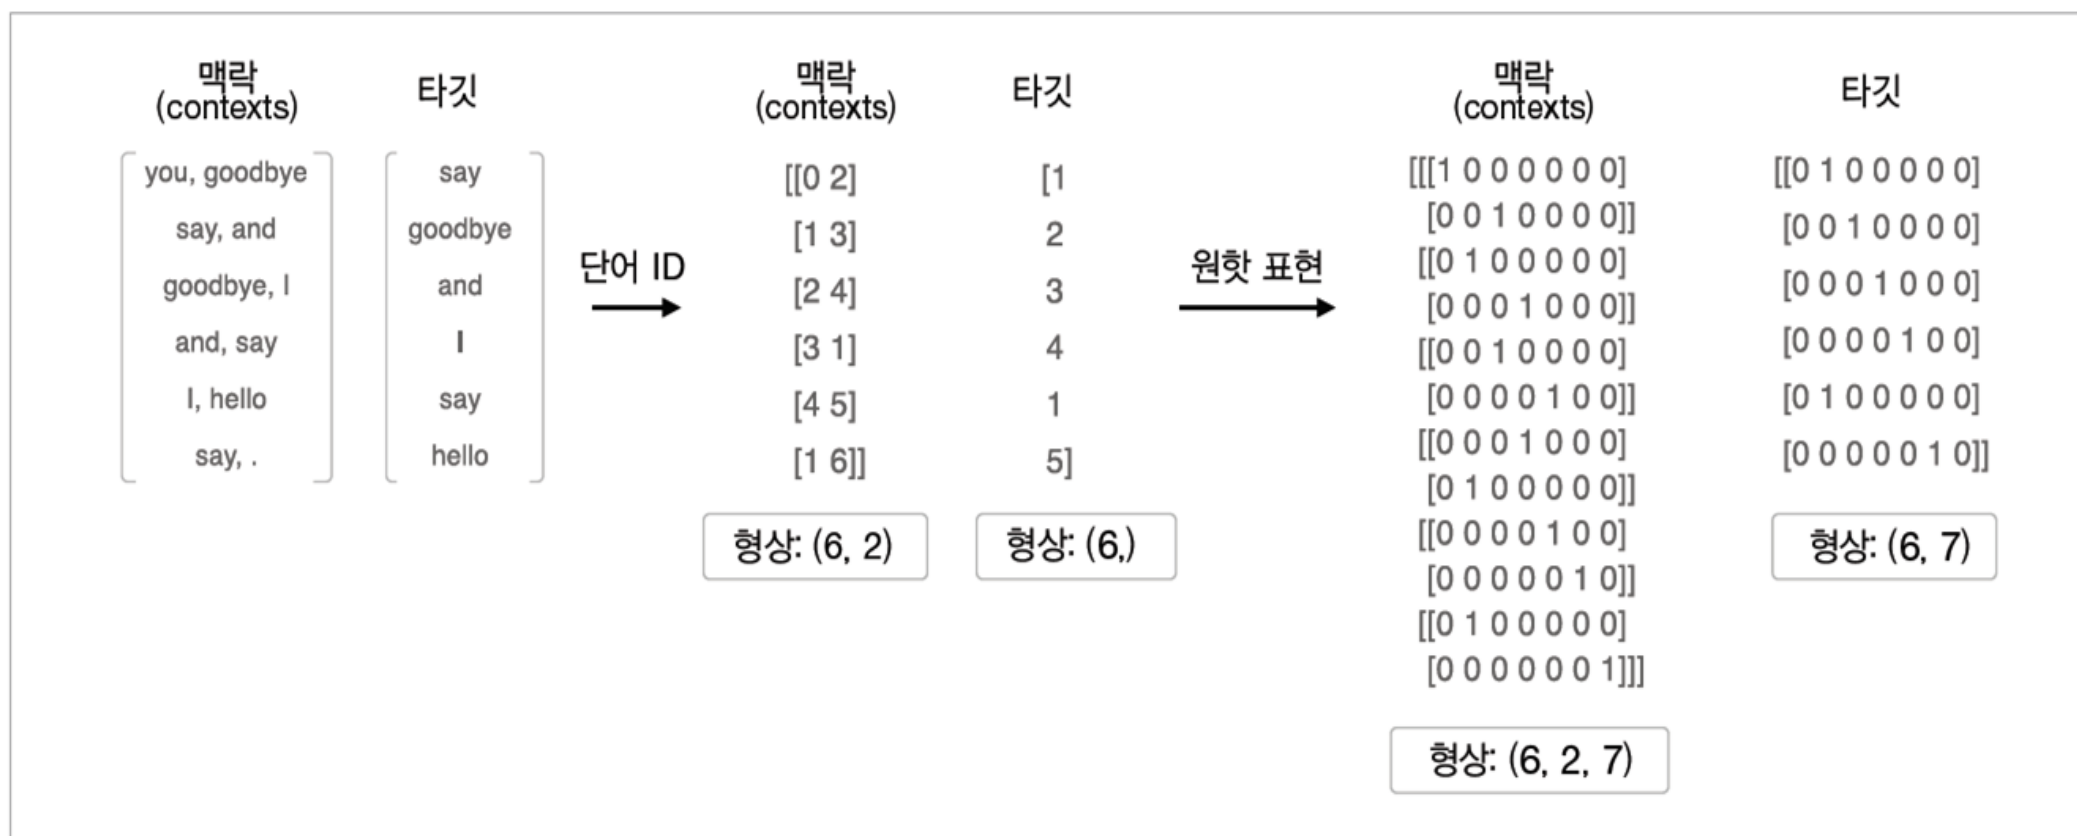 맥락
(contexts)
타깃
you, goodbye
say, and
goodbye, I
and, say
I, hello
say, .
say
goodbye
and
I
say
hello
단어 ID
맥락
(contexts)
타깃
[[0 2]
[1 3]
[2 4]
[3 1]
[4 5]
[1 6]]
형상: (6, 2)
[1
2
3
4
1
5]
형상: (6,)
원핫 표현
맥락
(contexts)
타깃
[[[1 0 0 0 0 0 0]
[0 0 1 0 0 0 0]]
[[0 1 0 0 0 0 0]
[0 0 0 1 0 0 0]]
[[0 0 1 0 0 0 0]
[0 0 0 0 1 0 0]]
[[0 0 0 1 0 0 0]
[0 1 0 0 0 0 0]]
[[0 0 0 0 1 0 0]
[0 0 0 0 0 1 0]]
[[0 1 0 0 0 0 0]
[0 0 0 0 0 0 1]]]
형상: (6, 2, 7)
[[0 1 0 0 0 0 0]
[0 0 1 0 0 0 0]
[0 0 0 1 0 0 0]
[0 0 0 0 1 0 0]
[0 1 0 0 0 0 0]
[0 0 0 0 0 1 0]]
형상: (6, 7)